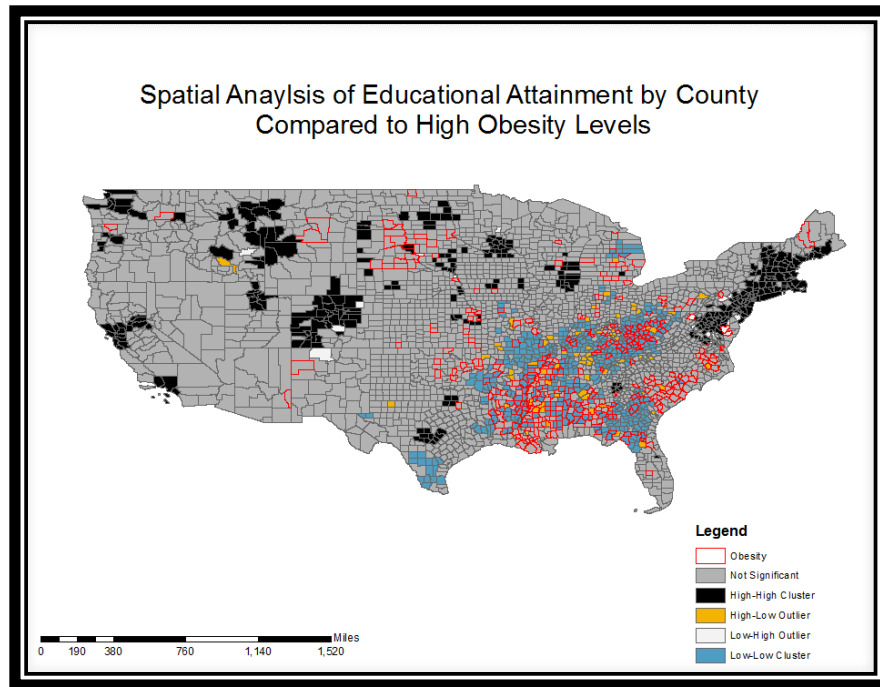 Spatial Anaylsis of Educational Attainment by County
Compared to High Obesity Levels
Legend
Obesity
Not Significant
High-High Cluster
High-Low Outlier
Low-High Outlier
Low-Low Cluster
Miles
0 190 380 760 1,140 1,520